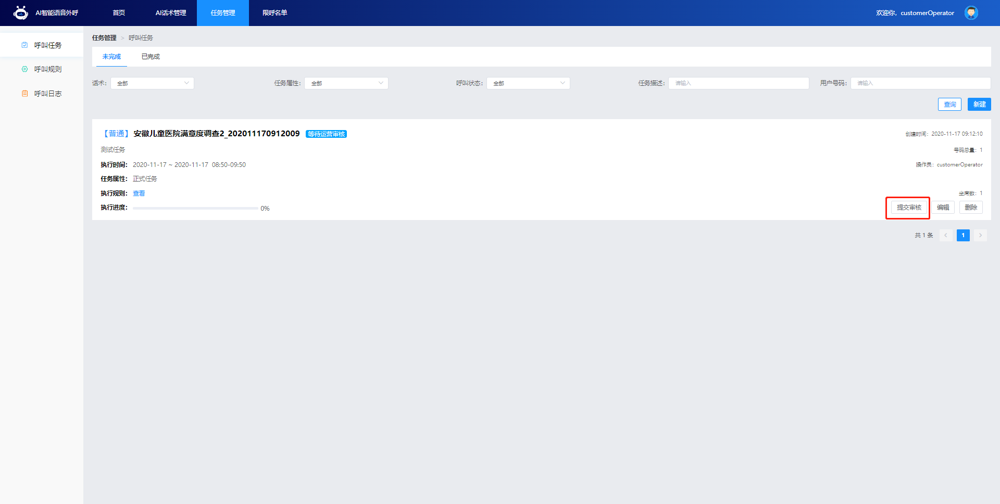 AI智能语音外呼 首页 AI话术管理 任务管理 限呼名单 欢迎你, customerOperator
呼叫任务
呼叫规则
呼叫日志
任务管理 > 呼叫任务
未完成 已完成
话术: 全部 任务属性: 全部 呼叫状态: 全部 任务描述: 请输入 用户号码: 请输入
查询 新建
【普通】 安徽儿童医院满意度调查2_202011170912009 等待运营审核 创建时间: 2020-11-17 09:12:10
测试任务 号码总量: 1
执行时间: 2020-11-17 ~ 2020-11-17 08:50-09:50 操作员: customerOperator
任务属性: 正式任务
执行规则: 查看 坐席数: 1
执行进度: 0% 提交审核 编辑 删除
共 1 条 < 1 >